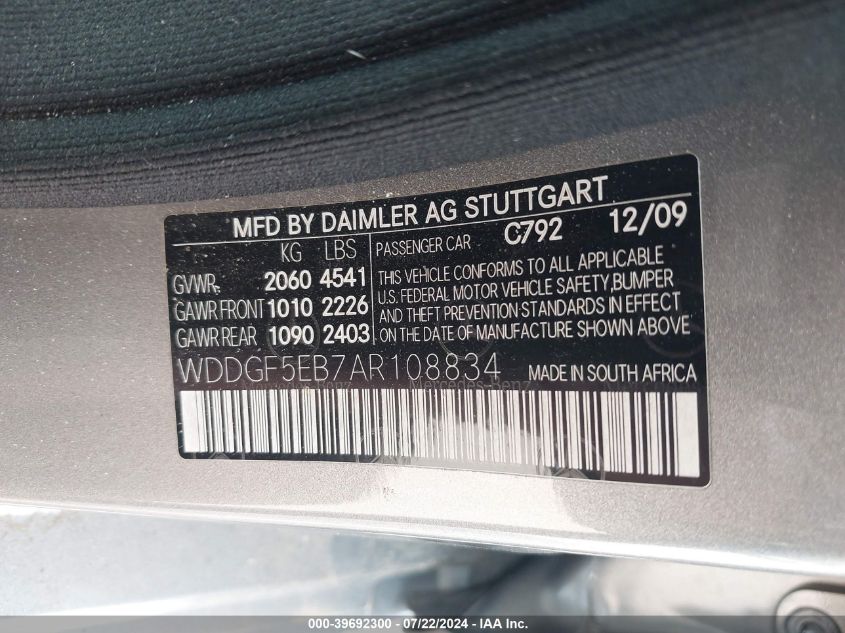 MFD BY DAIMLER AG STUTTGART
KG LBS PASSENGER CAR C792 12/09
GVWR 2060 4541
GAWR FRONT 1010 2226
GAWR REAR 1090 2403
THIS VEHICLE CONFORMS TO ALL APPLICABLE
U.S. FEDERAL MOTOR VEHICLE SAFETY,BUMPER
AND THEFT PREVENTION-STANDARDS IN EFFECT
ON THE DATE OF MANUFACTURE SHOWN ABOVE
WDDGF5EB7AR108834 MADE IN SOUTH AFRICA
Mercedes-Benz
000-39692300 - 07/22/2024 - IAA Inc.